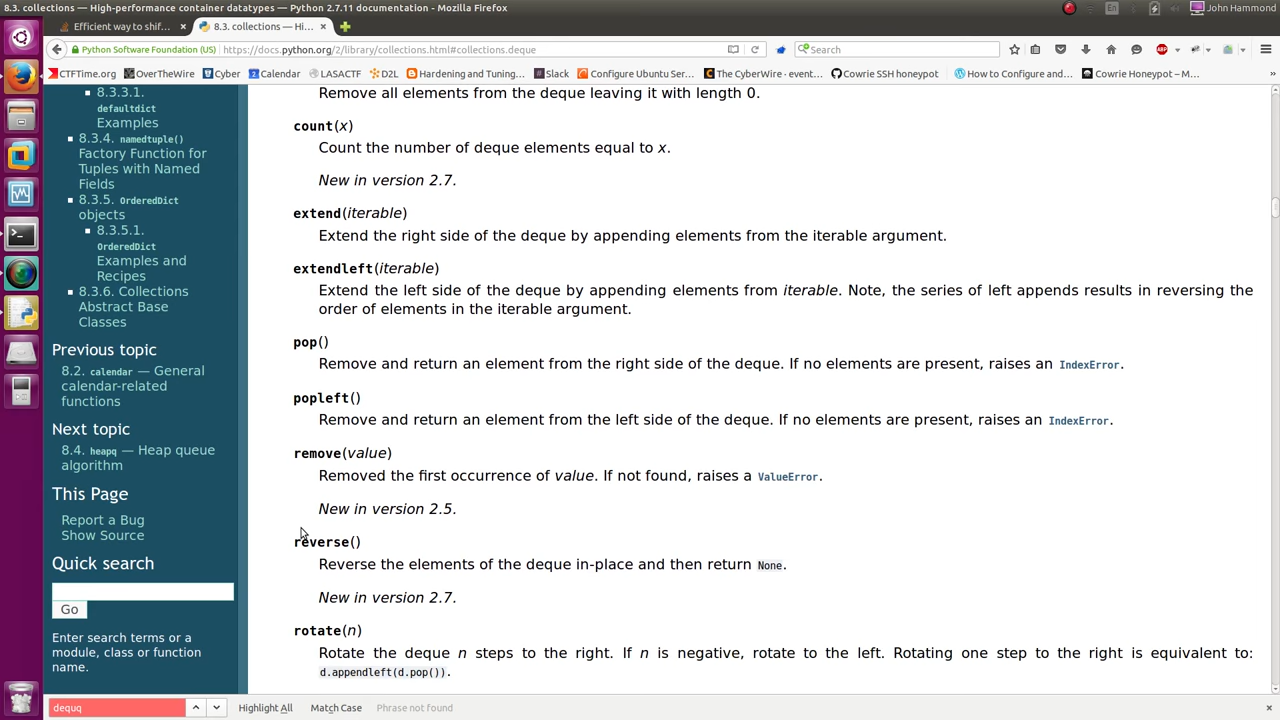 8.3. collections — High-performance container datatypes — Python 2.7.11 documentation - Mozilla Firefox
En
John Hammond
Efficient way to shif... ×
8.3. collections — Hi... ×
Python Software Foundation (US)
https://docs.python.org/2/library/collections.html#collections.deque
Search
CTFTime.org
OverTheWire
Cyber
Calendar
LASACTF
D2L
Hardening and Tuning...
Slack
Configure Ubuntu Ser...
The CyberWire - event...
Cowrie SSH honeypot
How to Configure and...
Cowrie Honeypot – M...
8.3.3.1.
defaultdict
Examples
8.3.4. namedtuple()
Factory Function for
Tuples with Named
Fields
8.3.5. OrderedDict
objects
8.3.5.1.
OrderedDict
Examples and
Recipes
8.3.6. Collections
Abstract Base
Classes
Previous topic
8.2. calendar — General
calendar-related
functions
Next topic
8.4. heapq — Heap queue
algorithm
This Page
Report a Bug
Show Source
Quick search
Go
Enter search terms or a
module, class or function
name.
Remove all elements from the deque leaving it with length 0.
count(x)
Count the number of deque elements equal to x.
New in version 2.7.
extend(iterable)
Extend the right side of the deque by appending elements from the iterable argument.
extendleft(iterable)
Extend the left side of the deque by appending elements from iterable. Note, the series of left appends results in reversing the
order of elements in the iterable argument.
pop()
Remove and return an element from the right side of the deque. If no elements are present, raises an IndexError.
popleft()
Remove and return an element from the left side of the deque. If no elements are present, raises an IndexError.
remove(value)
Removed the first occurrence of value. If not found, raises a ValueError.
New in version 2.5.
reverse()
Reverse the elements of the deque in-place and then return None.
New in version 2.7.
rotate(n)
Rotate the deque n steps to the right. If n is negative, rotate to the left. Rotating one step to the right is equivalent to:
d.appendleft(d.pop()).
dequq
Highlight All
Match Case
Phrase not found